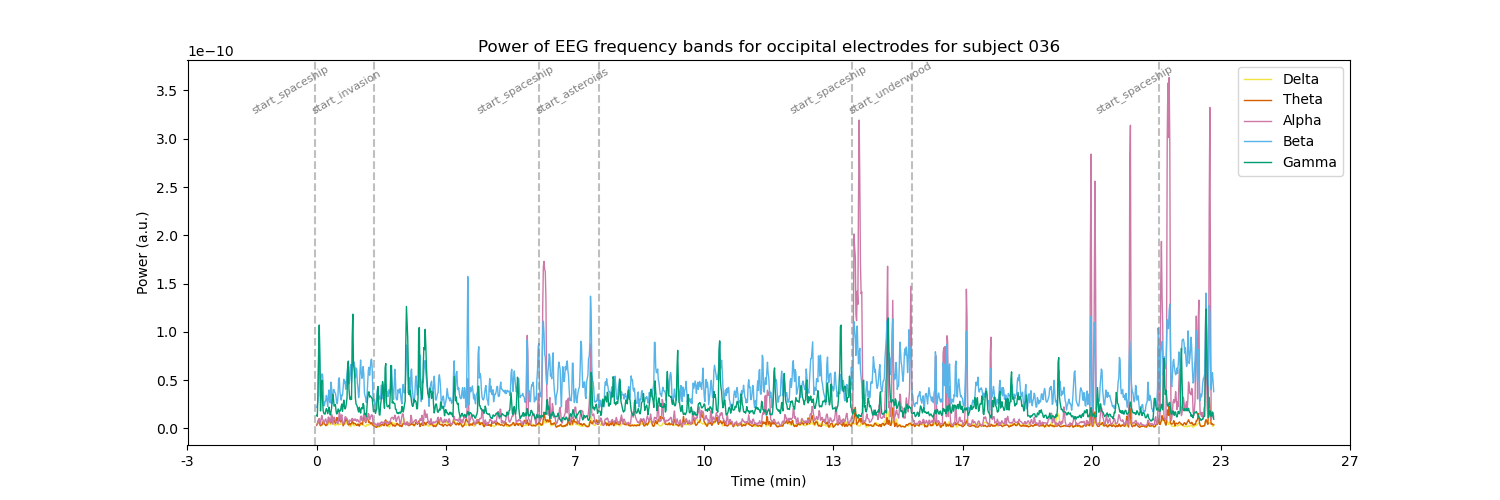 Power of EEG frequency bands for occipital electrodes for subject 036
1e−10
start_spaceship
start_invasion
start_spaceship
start_asteroids
start_spaceship
start_underwood
start_spaceship
Delta
Theta
Alpha
Beta
Gamma
3.5
3.0
2.5
2.0
1.5
1.0
0.5
0.0
Power (a.u.)
-3
0
3
7
10
13
17
20
23
27
Time (min)